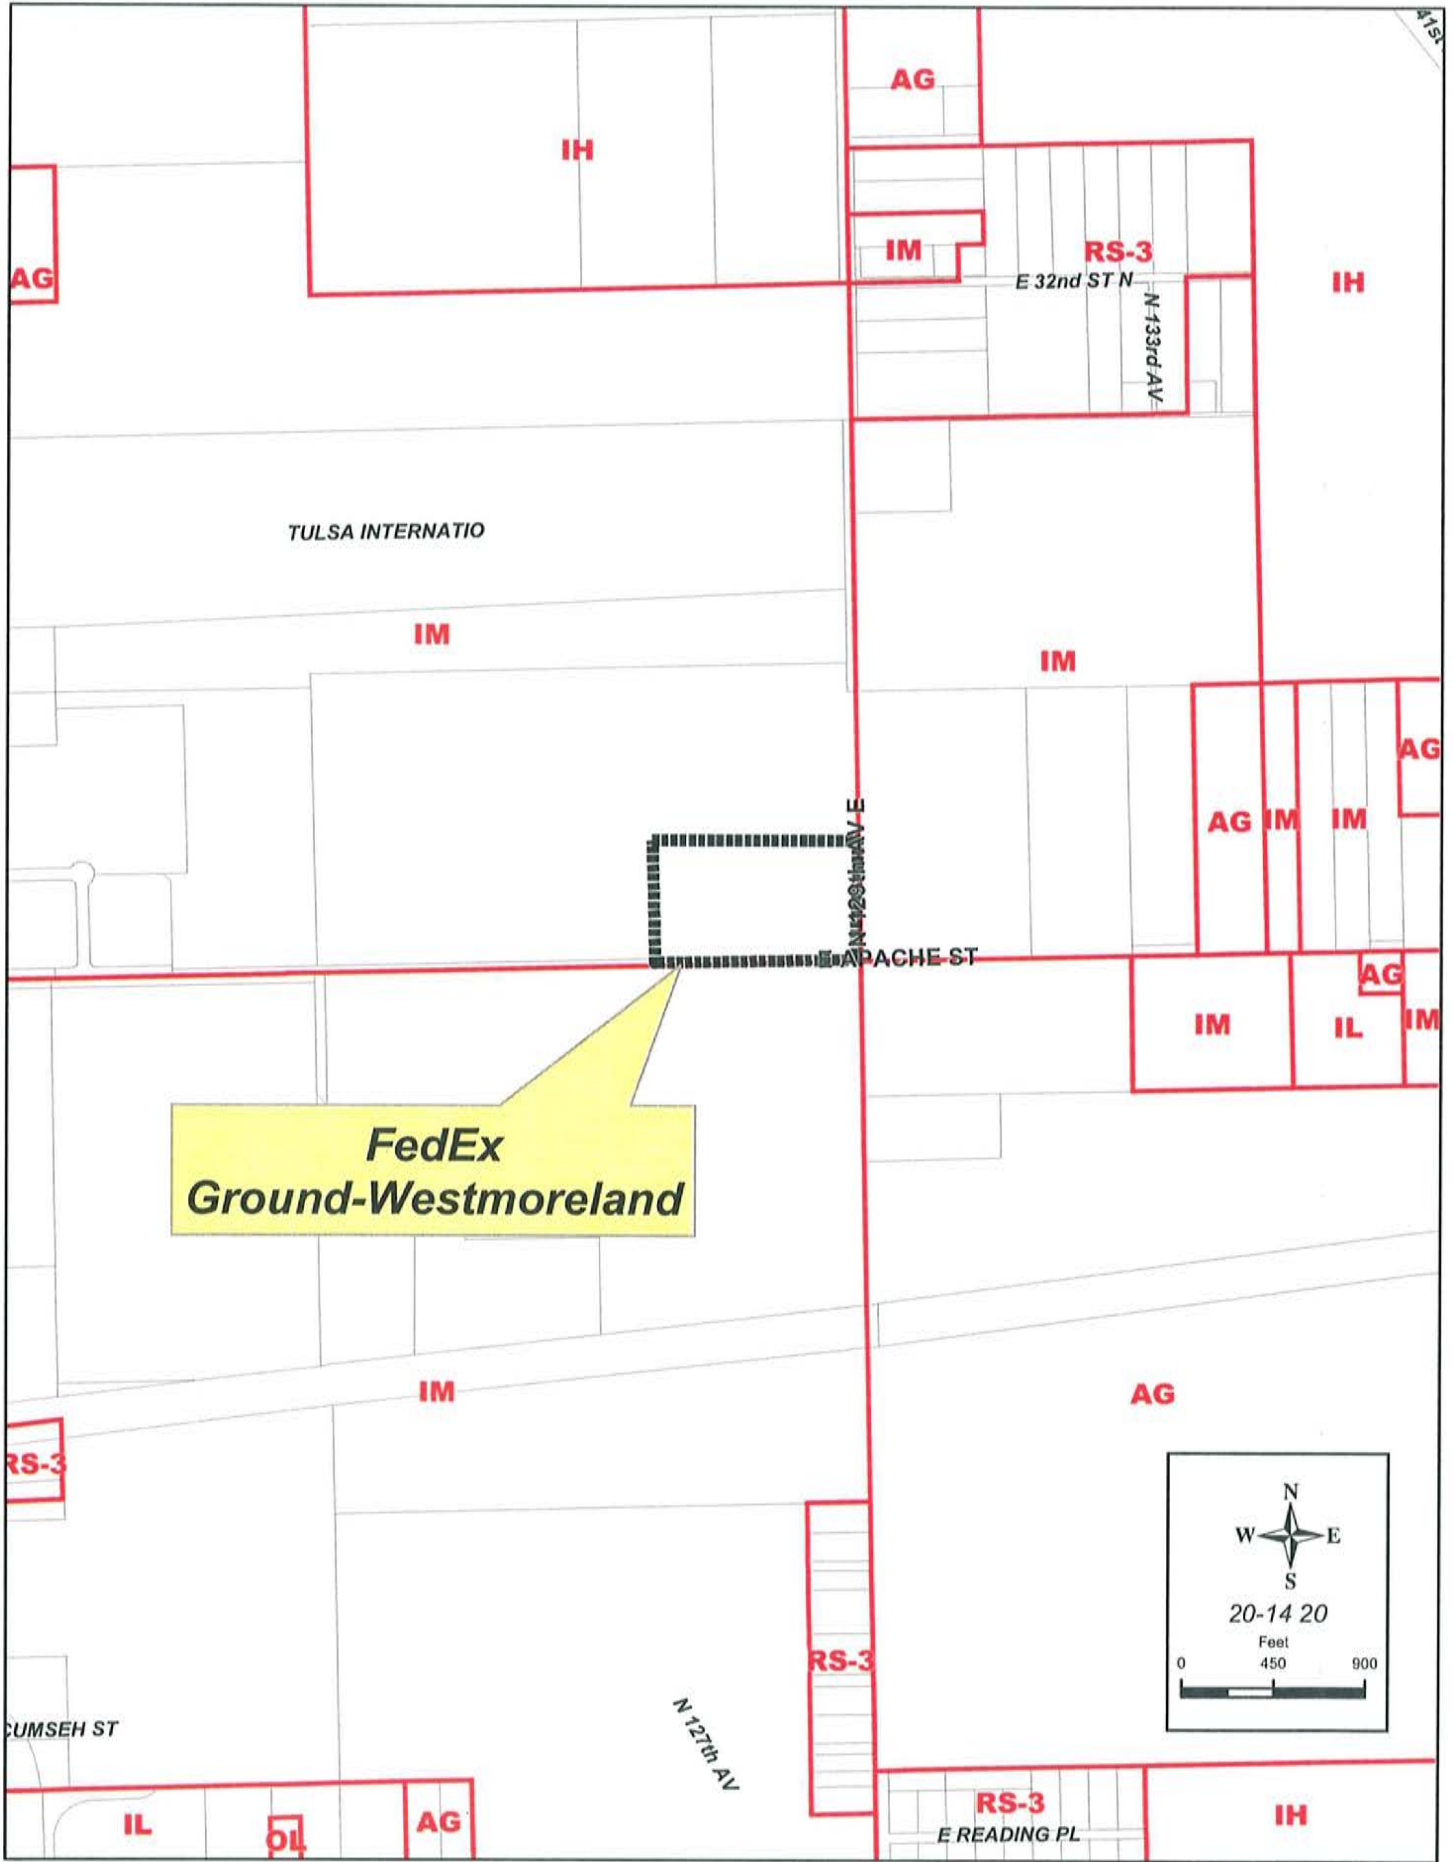 41st
AG
IH
AG
IM
RS-3
E 32nd ST N
IH
N 133rd AV
TULSA INTERNATIO
IM
IM
AG
AG
IM
IM
N 129th AV E
E APACHE ST
AG
IM
IL
IM
FedEx
Ground-Westmoreland
IM
AG
RS-3
N
W E
S
20-14 20
Feet
0 450 900
RS-3
N 127th AV
CUMSEH ST
IL
OL
AG
RS-3
E READING PL
IH